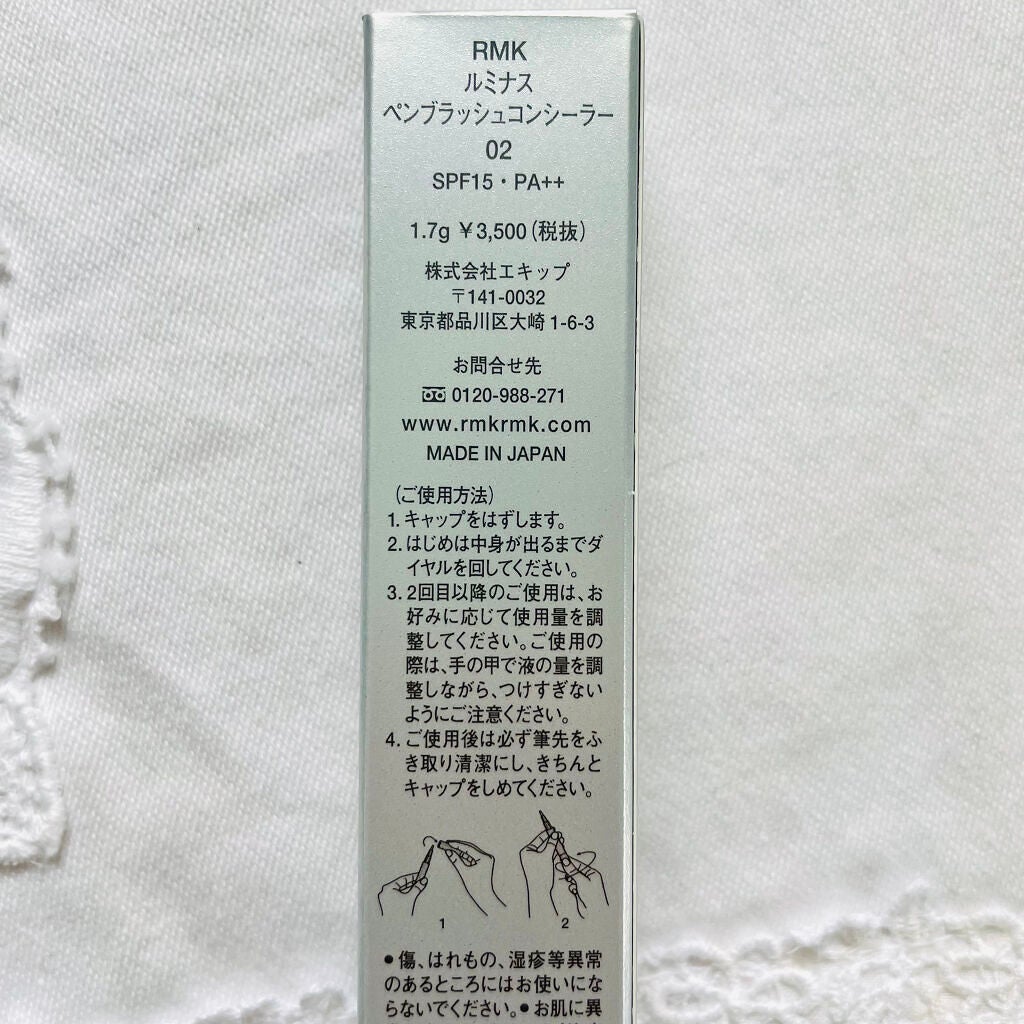 RMK
ルミナス
ペンブラッシュコンシーラー
02
SPF15・PA++
1.7g ￥3,500（税抜）
株式会社エキップ
〒141-0032
東京都品川区大崎1-6-3
お問合せ先
0120-988-271
www.rmkrmk.com
MADE IN JAPAN
（ご使用方法）
1. キャップをはずします。
2. はじめは中身が出るまでダ
イヤルを回してください。
3. 2回目以降のご使用は、お
好みに応じて使用量を調
整してください。ご使用の
際は、手の甲で液の量を調
整しながら、つけすぎない
ようにご注意ください。
4. ご使用後は必ず筆先をふ
き取り清潔にし、きちんと
キャップをしめてください。
1 2
●傷、はれもの、湿疹等異常
のあるところにはお使いにな
らないでください。●お肌に異